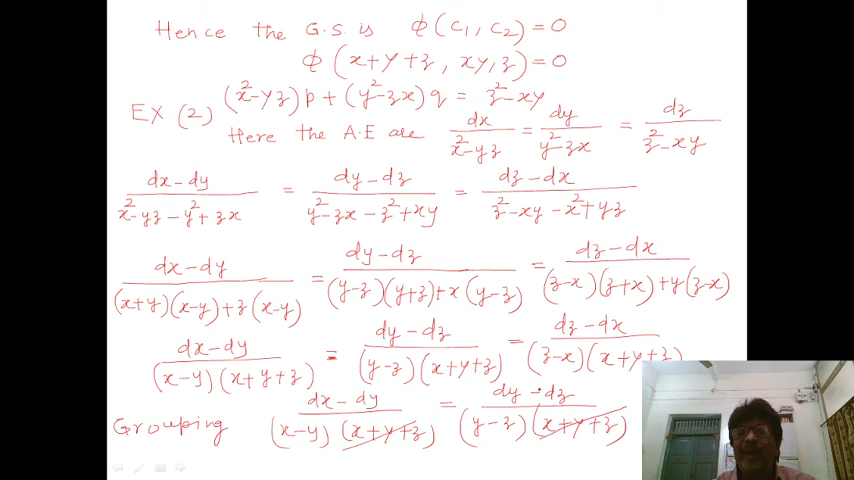 Hence the G.S. is ϕ(c₁, c₂) = 0
ϕ(x+y+z, xyz) = 0
EX (2) (x²-yz)p + (y²-zx)q = z²-xy
Here the A.E are dx/(x²-yz) = dy/(y²-zx) = dz/(z²-xy)
(dx-dy)/(x²-yz-y²+zx) = (dy-dz)/(y²-zx-z²+xy) = (dz-dx)/(z²-xy-x²+yz)
(dx-dy)/((x+y)(x-y)+z(x-y)) = (dy-dz)/((y-z)(y+z)+x(y-z)) = (dz-dx)/((z-x)(z+x)+y(z-x))
(dx-dy)/((x-y)(x+y+z)) = (dy-dz)/((y-z)(x+y+z)) = (dz-dx)/((z-x)(x+y+z))
Grouping (dx-dy)/((x-y)(x+y+z)) = (dy-dz)/((y-z)(x+y+z))